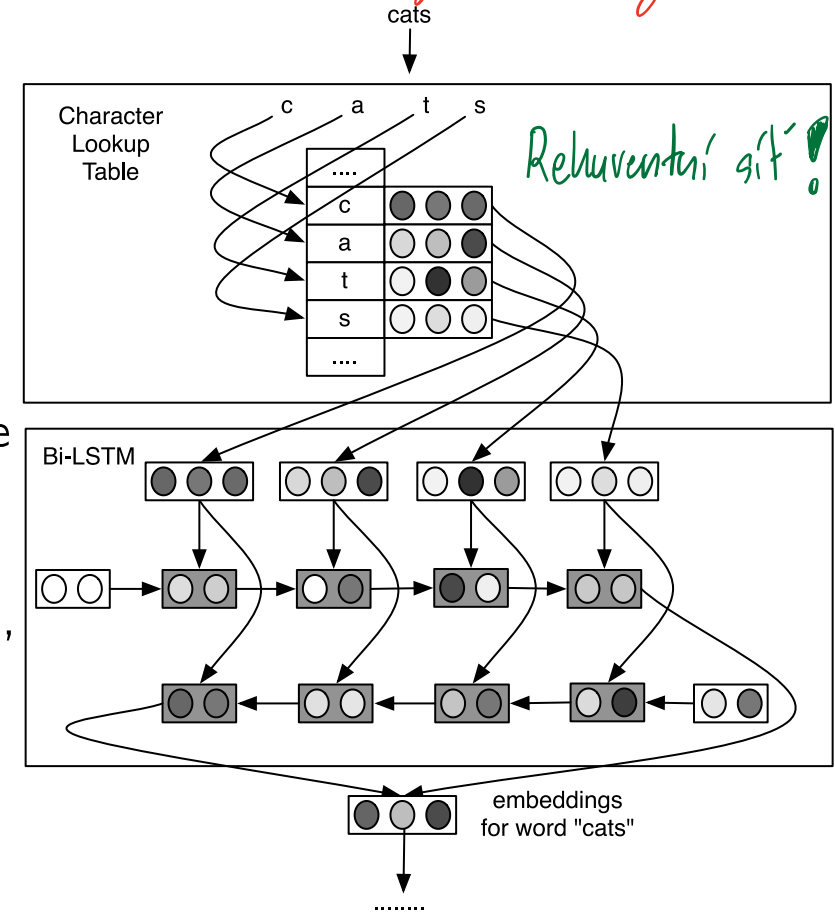 cats
c a t s
Character
Lookup
Table
Rekurentní síť!
....
c
a
t
s
....
e
Bi-LSTM
,
embeddings
for word "cats"
........